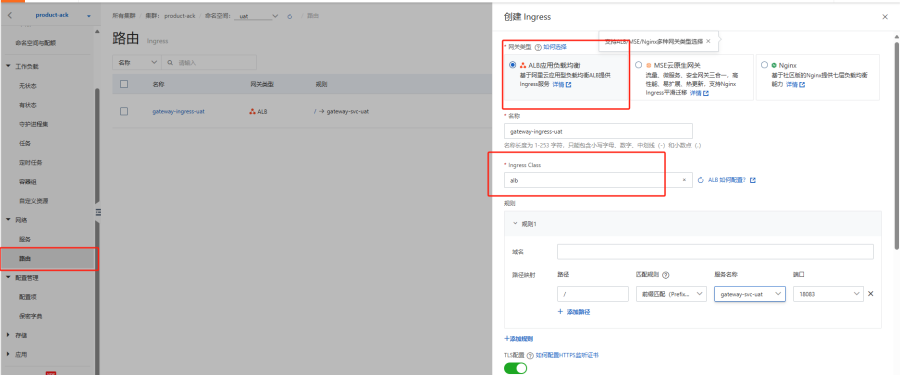 product-ack
命名空间与配额
工作负载
无状态
有状态
守护进程集
任务
定时任务
容器组
自定义资源
网络
服务
路由
配置管理
配置项
保密字典
存储
应用
所有集群 / 集群: product-ack / 命名空间: uat / 路由
路由 Ingress
名称 请输入
名称 网关类型 规则
gateway-ingress-uat ALB / → gateway-svc-uat
创建 Ingress
* 网关类型 如何选择
支持ALB/MSE/Nginx多种网关类型选择
ALB应用负载均衡
基于阿里云应用型负载均衡ALB提供
Ingress服务 详情
MSE云原生网关
流量、微服务、安全网关三合一，高
性能、易扩展、热更新、支持Nginx
Ingress平滑迁移 详情
Nginx
基于社区版的Nginx提供七层负载均衡
能力 详情
* 名称
gateway-ingress-uat
名称长度为 1-253 字符，只能包含小写字母、数字、中划线（-）和小数点（.）
* Ingress Class
alb
ALB 如何配置？
规则
规则1
域名
路径映射 路径 匹配规则 服务名称 端口
/ 前缀匹配（Prefix... gateway-svc-uat 18083
+ 添加路径
+添加规则
TLS配置 如何配置HTTPS监听证书